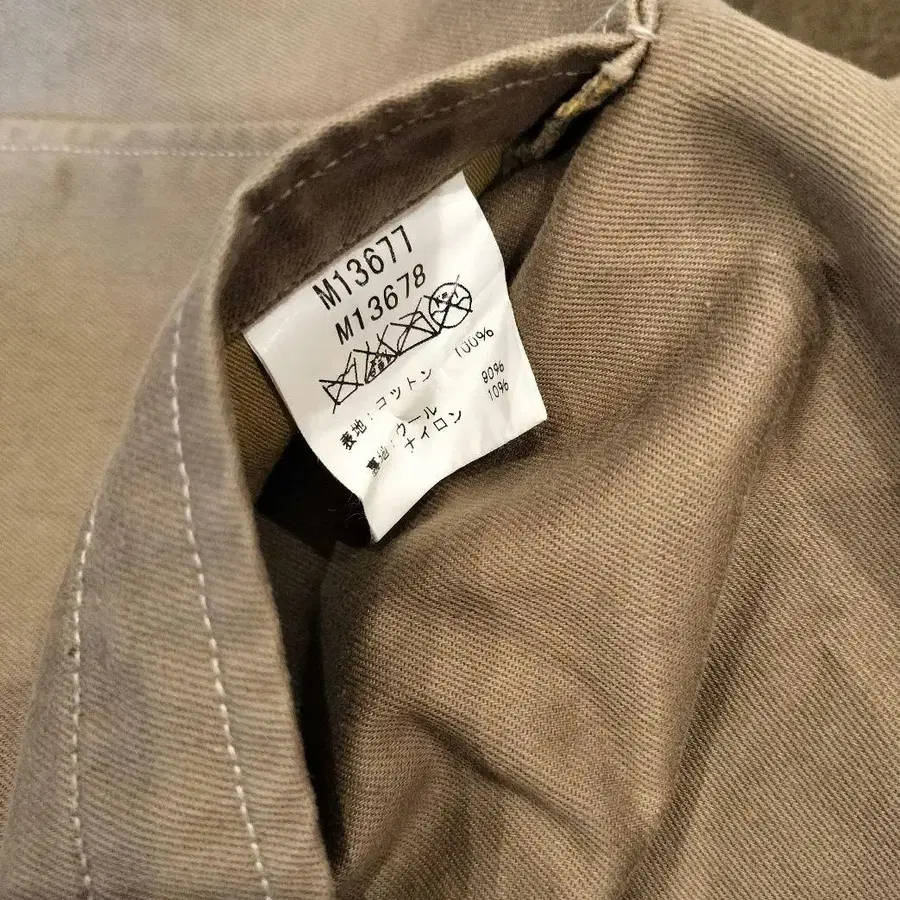 M13677
M13678
表地:コットン 100%
裏地:ウール 90%
ナイロン 10%